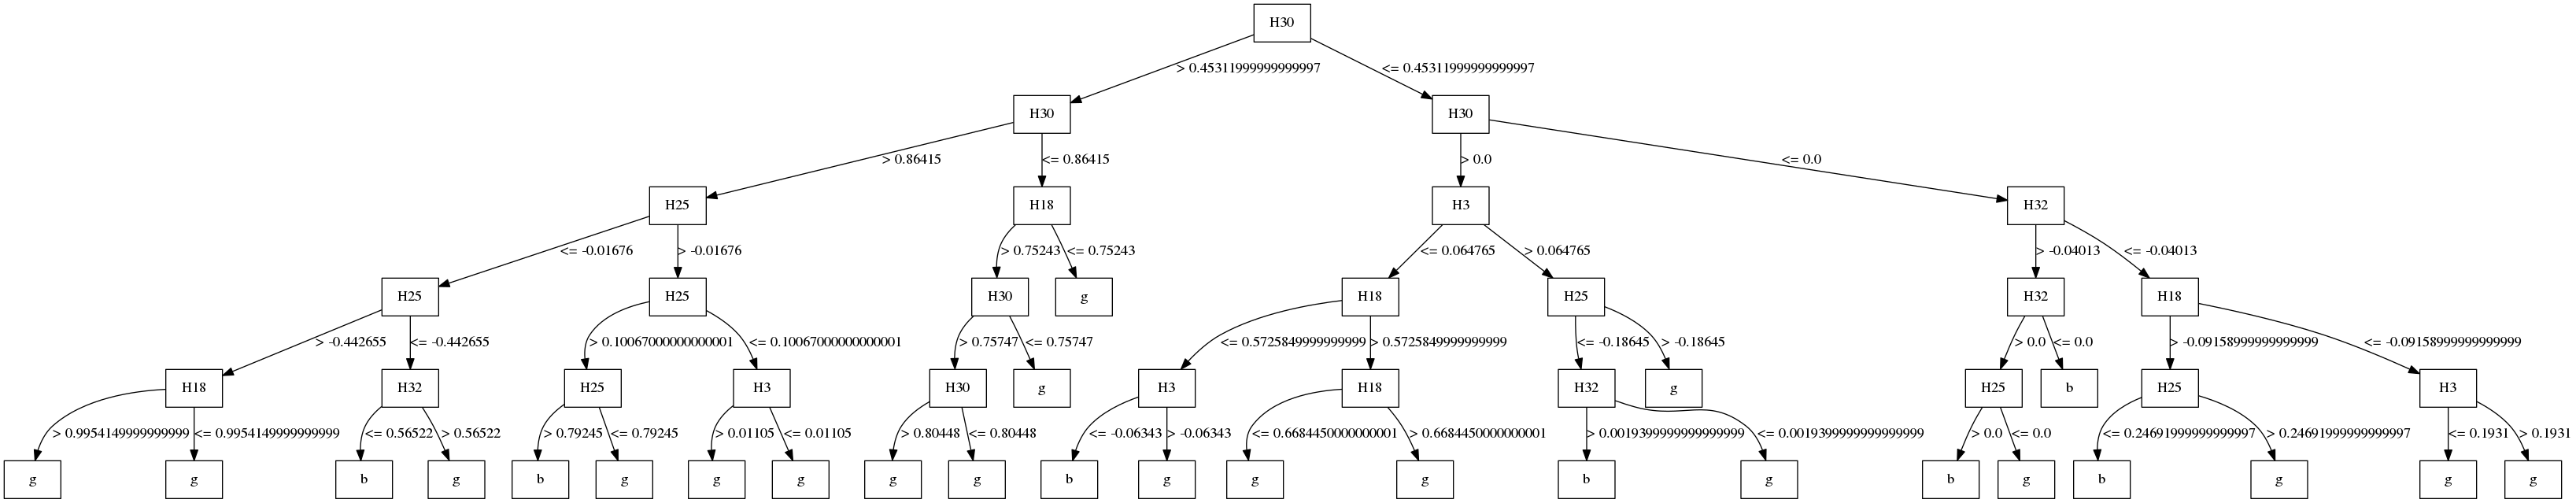 H30
> 0.45311999999999997 <= 0.45311999999999997
H30 H30
> 0.86415 <= 0.86415 > 0.0 <= 0.0
H25 H18 H3 H32
<= -0.01676 > -0.01676 > 0.75243 <= 0.75243 <= 0.064765 > 0.064765 > -0.04013 <= -0.04013
H25 H25 H30 g H18 H25 H32 H18
> -0.442655 <= -0.442655 > 0.10067000000000001 <= 0.10067000000000001 > 0.75747 <= 0.75747 <= 0.5725849999999999 > 0.5725849999999999 <= -0.18645 > -0.18645 > 0.0 <= 0.0 > -0.09158999999999999 <= -0.09158999999999999
H18 H32 H25 H3 H30 g H3 H18 H32 g H25 b H25 H3
> 0.9954149999999999 <= 0.9954149999999999 <= 0.56522 > 0.56522 > 0.79245 <= 0.79245 > 0.01105 <= 0.01105 > 0.80448 <= 0.80448 <= -0.06343 > -0.06343 <= 0.6684450000000001 > 0.6684450000000001 > 0.0019399999999999999 <= 0.0019399999999999999 > 0.0 <= 0.0 <= 0.24691999999999997 > 0.24691999999999997 <= 0.1931 > 0.1931
g g b g b g g g g g b g g g b g b g b g g g